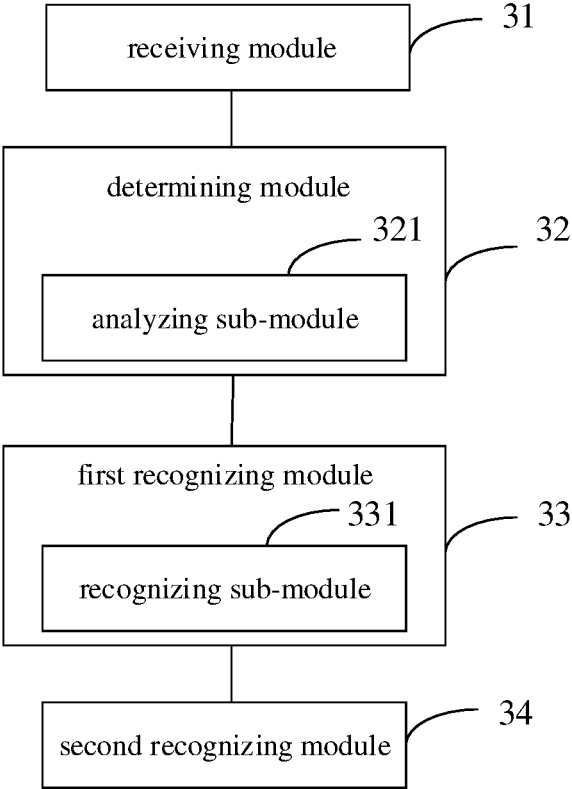 31
receiving module
determining module
321
32
analyzing sub-module
first recognizing module
331
33
recognizing sub-module
34
second recognizing module